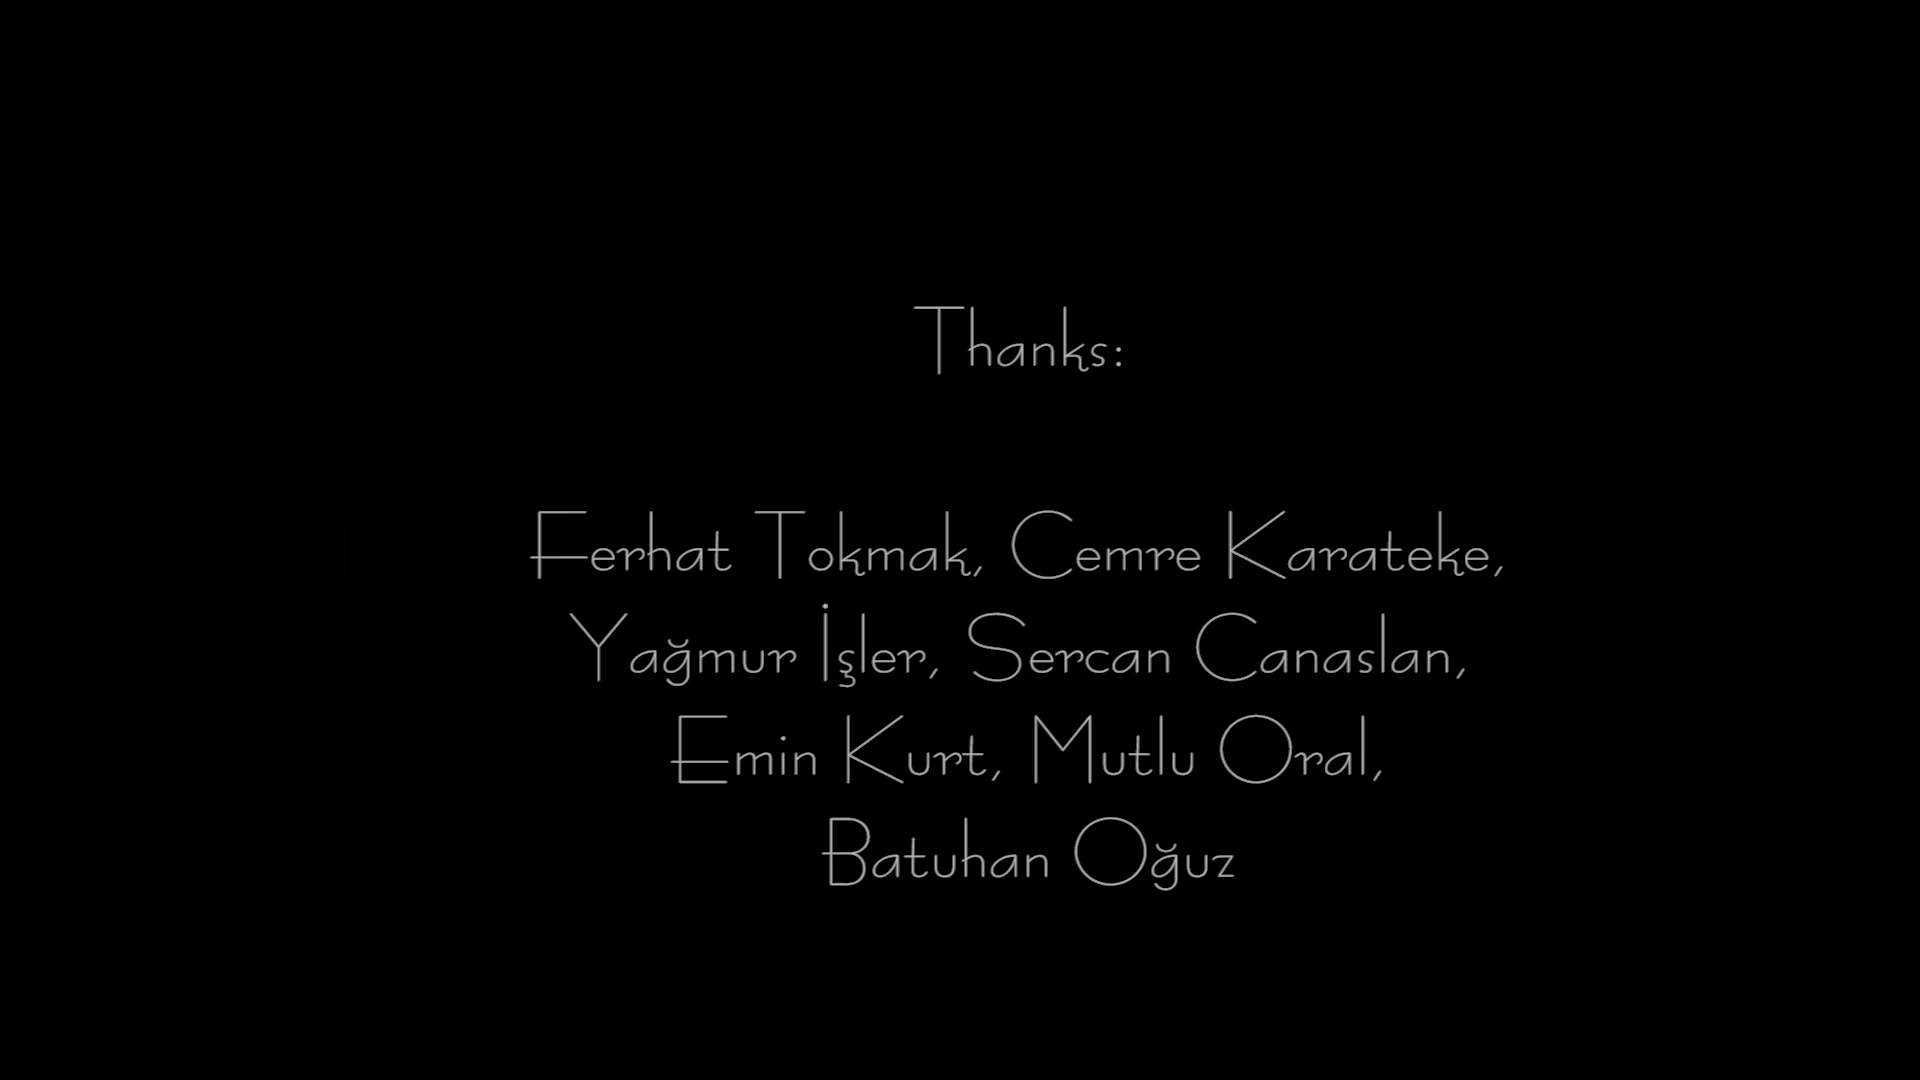 Thanks:
Ferhat Tokmak, Cemre Karateke,
Yağmur İşler, Sercan Canaslan,
Emin Kurt, Mutlu Oral,
Batuhan Oğuz